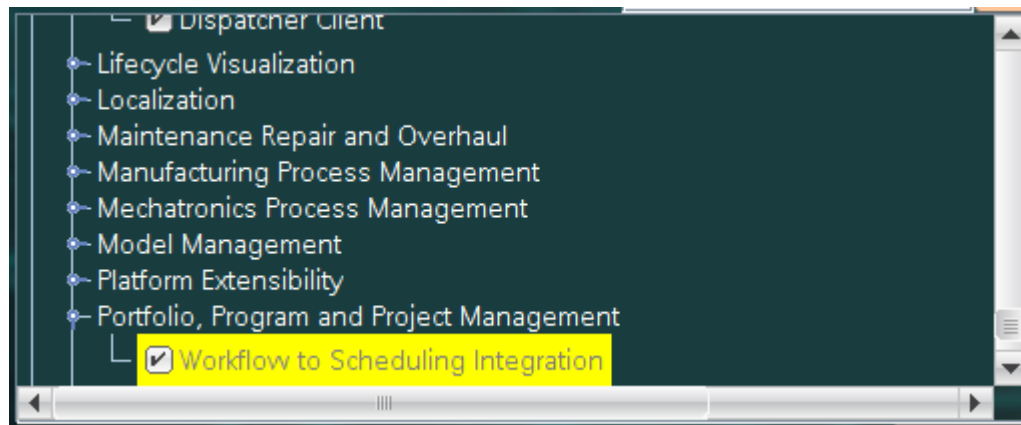 Dispatcher Client
Lifecycle Visualization
Localization
Maintenance Repair and Overhaul
Manufacturing Process Management
Mechatronics Process Management
Model Management
Platform Extensibility
Portfolio, Program and Project Management
Workflow to Scheduling Integration